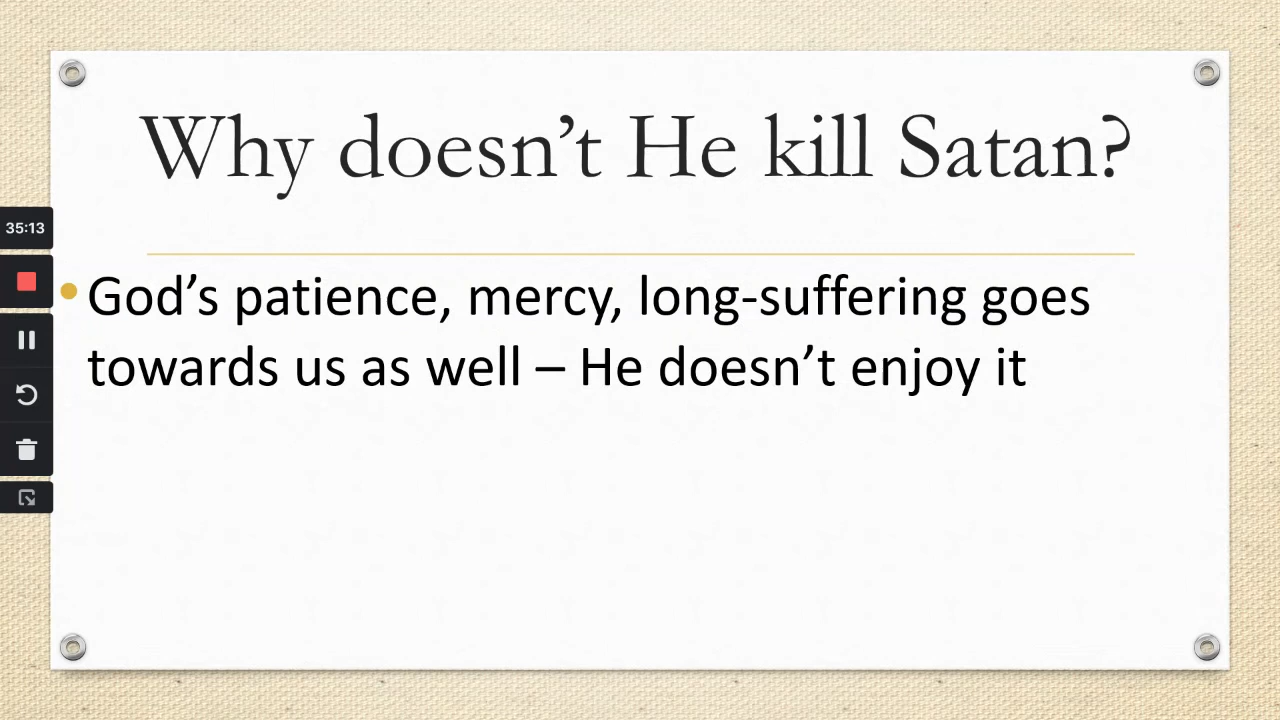 Why doesn’t He kill Satan?
35:13
God’s patience, mercy, long-suffering goes
towards us as well – He doesn’t enjoy it